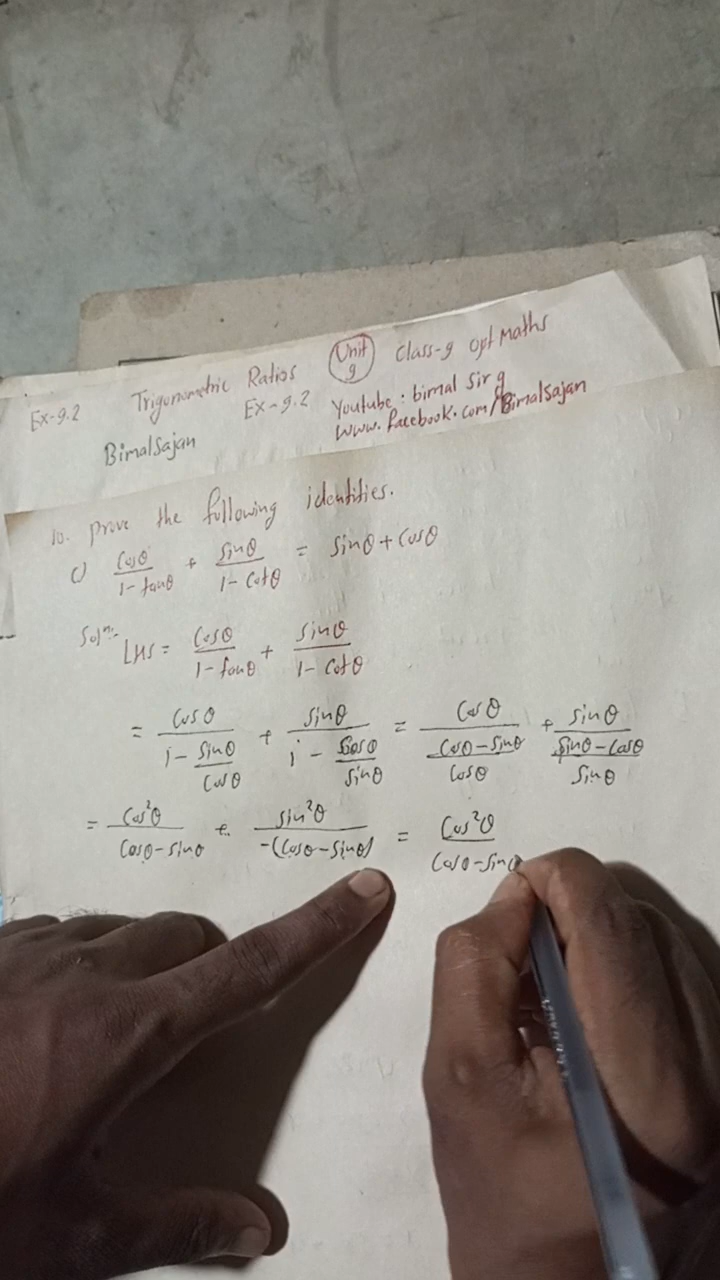 Ex-9.2 Trigonometric Ratios Unit 9 Class-9 opt Maths
Ex-9.2 Youtube: bimal Sir g
BimalSajan www.facebook.com/BimalSajan
10. prove the following identities.
c) Cosθ/1-tanθ + Sinθ/1-Cotθ = Sinθ+Cosθ
Solⁿ:- LHS = Cosθ/1-tanθ + Sinθ/1-Cotθ
= Cosθ/(1-Sinθ/Cosθ) + Sinθ/(1-Cosθ/Sinθ) = Cosθ/((Cosθ-Sinθ)/Cosθ) + Sinθ/((Sinθ-Cosθ)/Sinθ)
= Cos²θ/Cosθ-Sinθ + Sin²θ/-(Cosθ-Sinθ) = Cos²θ/Cosθ-Sinθ